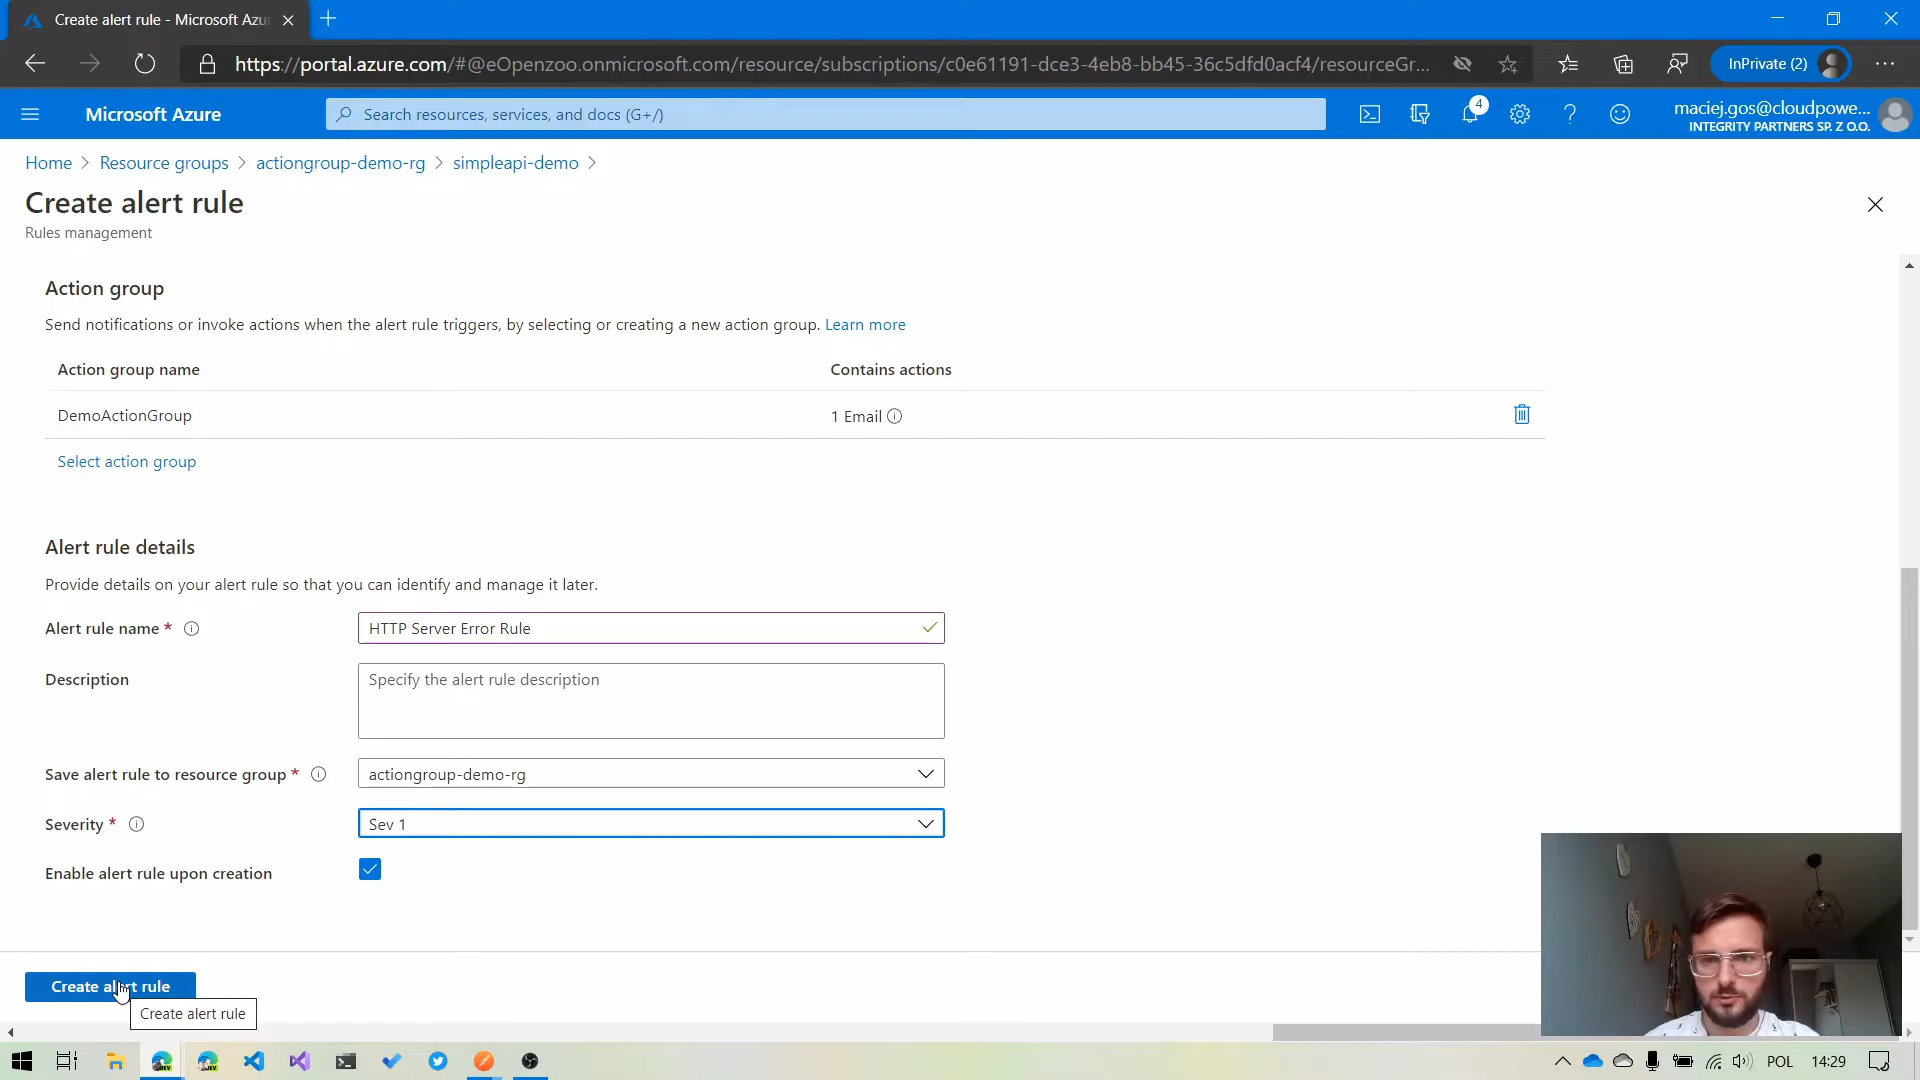 Create alert rule - Microsoft Azu
https://portal.azure.com/#@eOpenzoo.onmicrosoft.com/resource/subscriptions/c0e61191-dce3-4eb8-bb45-36c5dfd0acf4/resourceGr...
InPrivate (2)
Microsoft Azure
Search resources, services, and docs (G+/)
4
maciej.gos@cloudpowe...
INTEGRITY PARTNERS SP. Z O.O.
Home > Resource groups > actiongroup-demo-rg > simpleapi-demo >
Create alert rule
Rules management
Action group
Send notifications or invoke actions when the alert rule triggers, by selecting or creating a new action group. Learn more
Action group name Contains actions
DemoActionGroup 1 Email
Select action group
Alert rule details
Provide details on your alert rule so that you can identify and manage it later.
Alert rule name * HTTP Server Error Rule
Description Specify the alert rule description
Save alert rule to resource group * actiongroup-demo-rg
Severity * Sev 1
Enable alert rule upon creation
Create alert rule
Create alert rule
POL 14:29